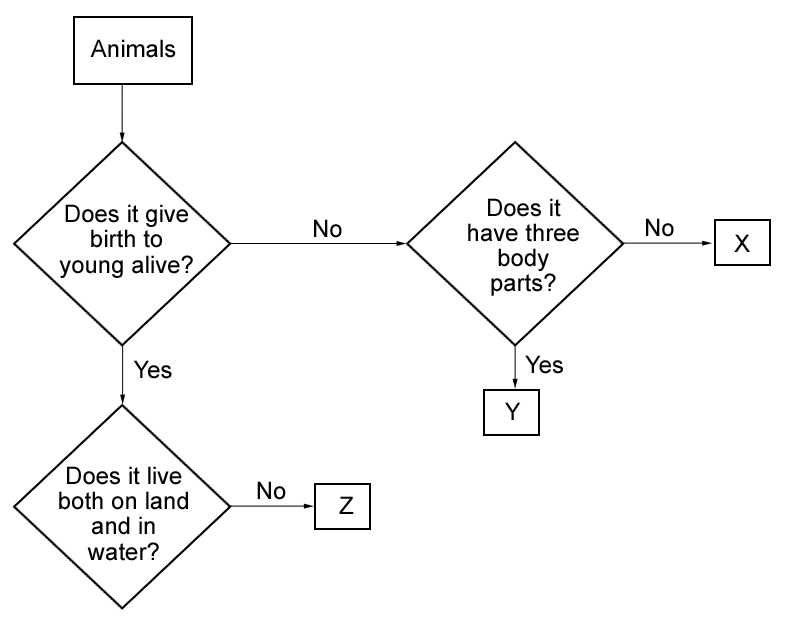 Animals
Does it give
birth to
young alive?
No
Does it
have three
body
parts?
No
X
Yes
Y
Yes
Does it live
both on land
and in
water?
No
Z